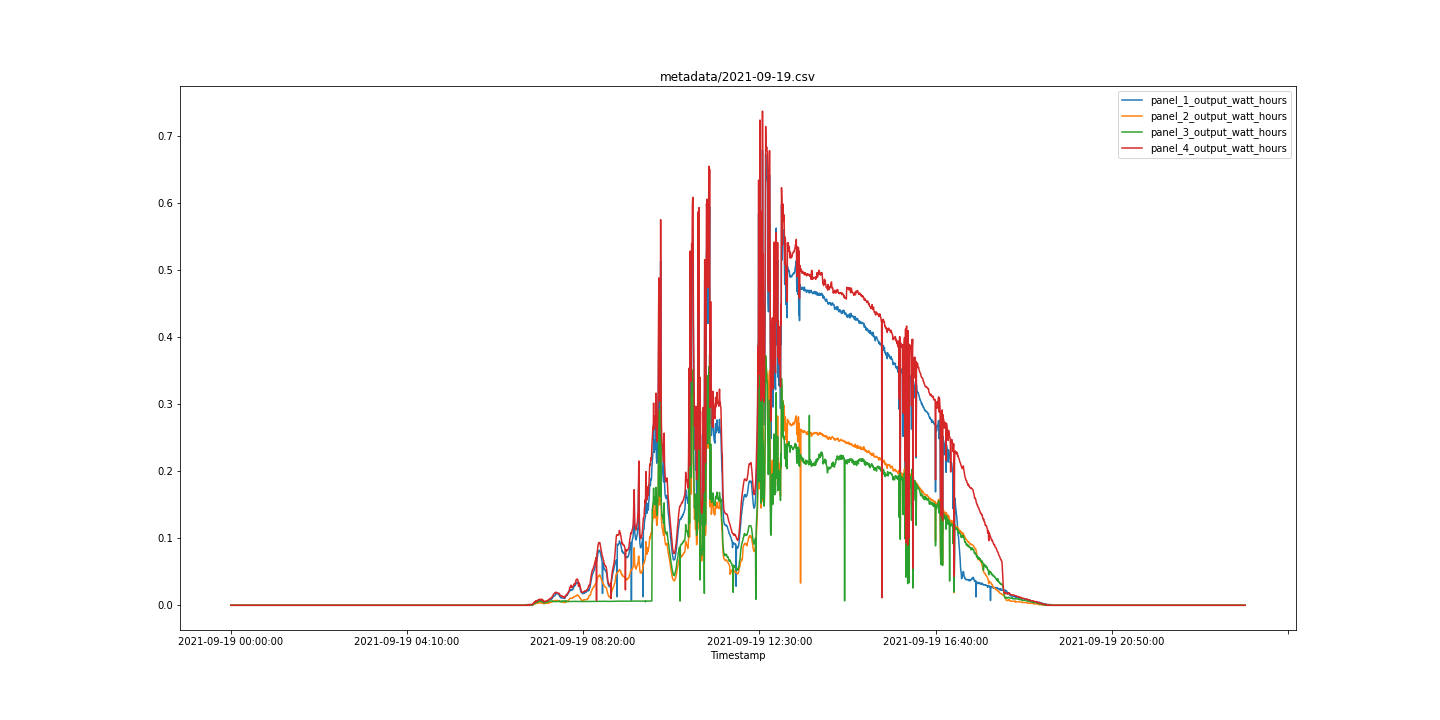 metadata/2021-09-19.csv
panel_1_output_watt_hours
panel_2_output_watt_hours
panel_3_output_watt_hours
panel_4_output_watt_hours
0.7
0.6
0.5
0.4
0.3
0.2
0.1
0.0
2021-09-19 00:00:00 2021-09-19 04:10:00 2021-09-19 08:20:00 2021-09-19 12:30:00 2021-09-19 16:40:00 2021-09-19 20:50:00
Timestamp